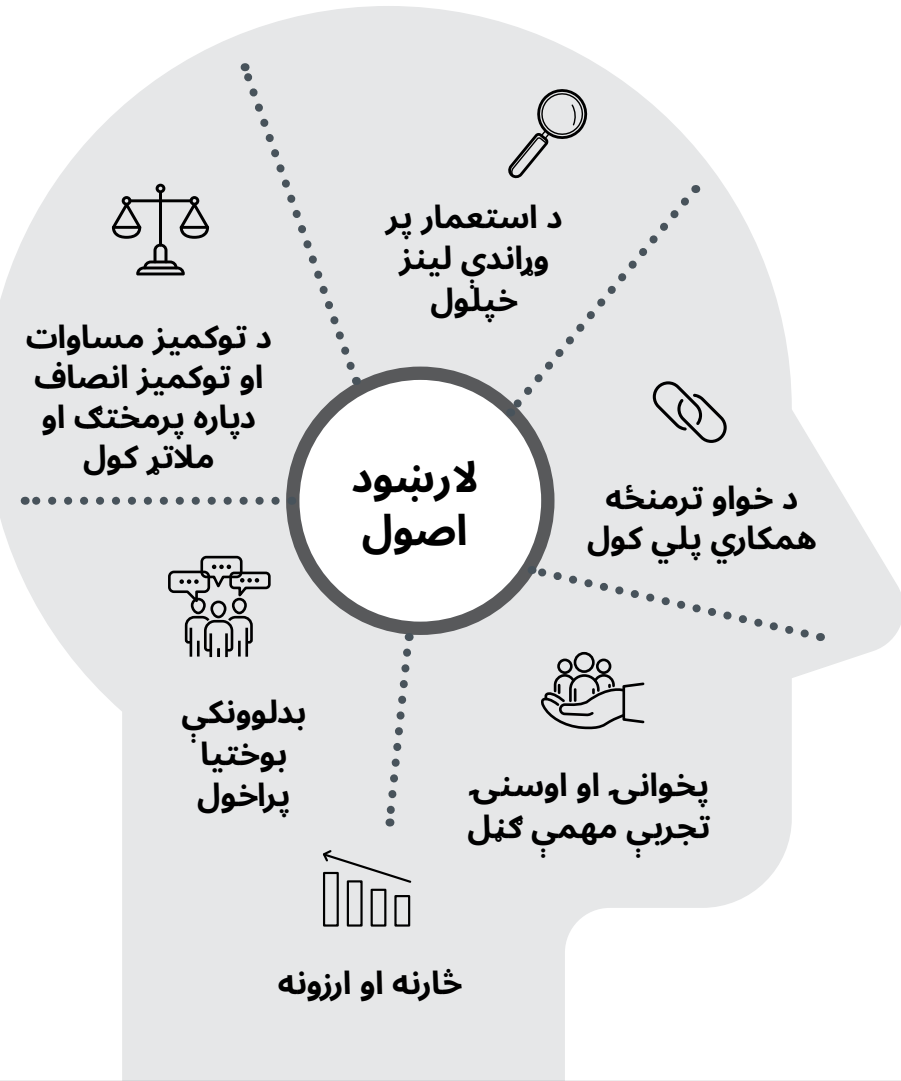 د استعمار پر
وړاندې لینز
خپلول
د توکمیز مساوات
او توکمیز انصاف
دپاره پرمختګ او
ملاتړ کول
لارښود
اصول
د خواو ترمنځه
همکاري پلي کول
بدلوونکې
بوختیا
پراخول
پخوانۍ او اوسنۍ
تجربې مهمې ګڼل
څارنه او ارزونه